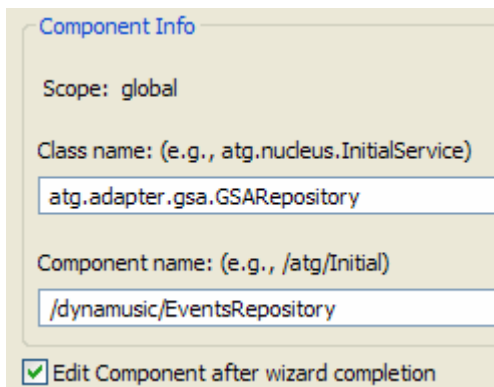 Component Info
Scope: global
Class name: (e.g., atg.nucleus.InitialService)
atg.adapter.gsa.GSARepository
Component name: (e.g., /atg/Initial)
/dynamusic/EventsRepository
Edit Component after wizard completion